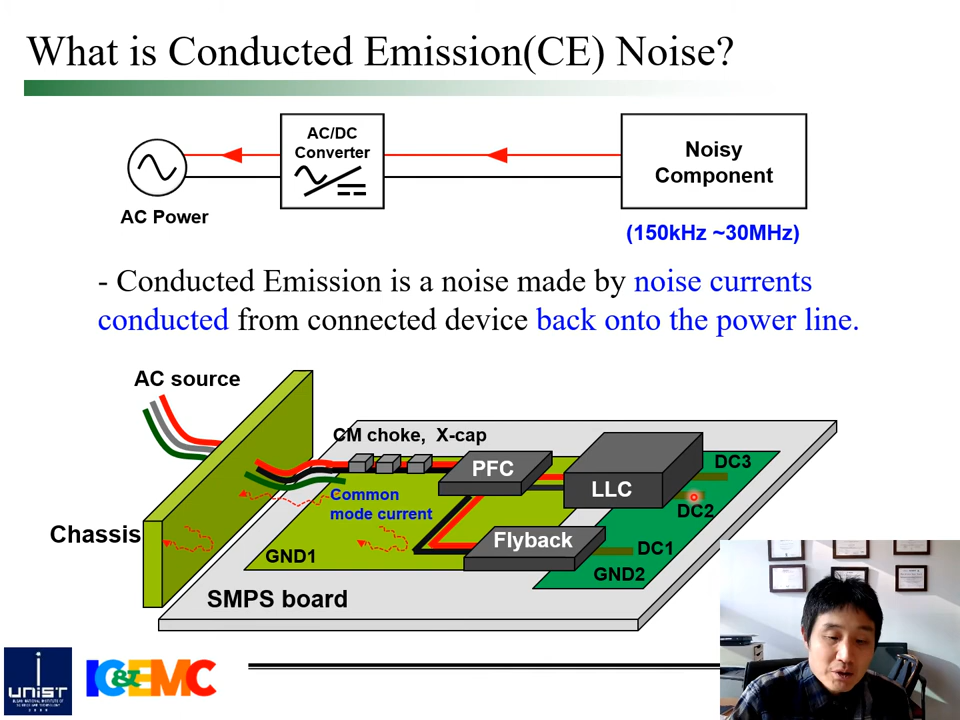 What is Conducted Emission(CE) Noise?
AC/DC
Converter
Noisy
Component
AC Power
(150kHz ~30MHz)
- Conducted Emission is a noise made by noise currents
conducted from connected device back onto the power line.
AC source
CM choke, X-cap
PFC
DC3
LLC
Common
mode current
DC2
Chassis
Flyback
DC1
GND1
GND2
SMPS board
UNIST
IC&EMC